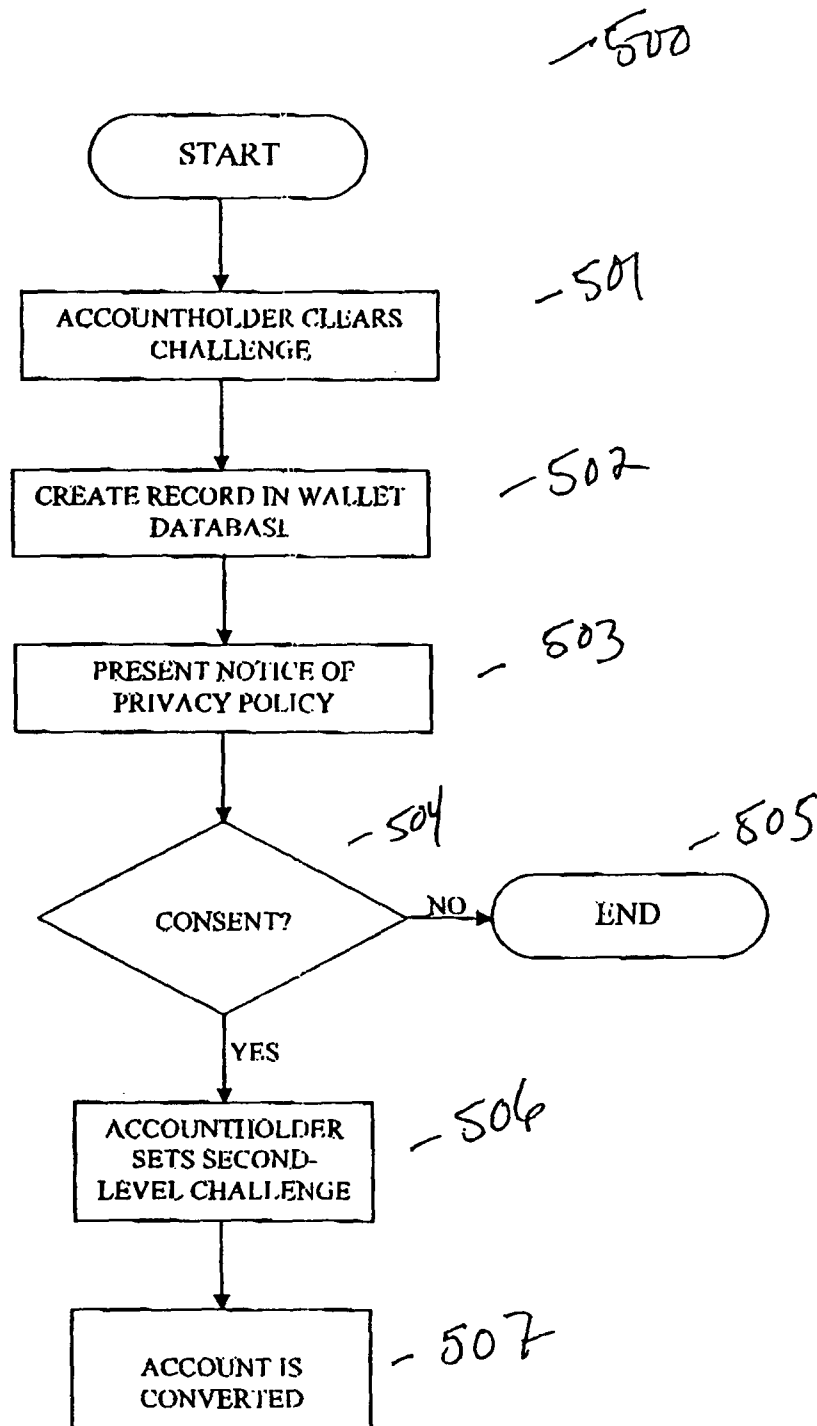 -500
START
ACCOUNTHOLDER CLEARS
CHALLENGE
-501
CREATE RECORD IN WALLET
DATABASE
-502
PRESENT NOTICE OF
PRIVACY POLICY
-503
CONSENT?
-504
NO
END
-505
YES
ACCOUNTHOLDER
SETS SECOND-
LEVEL CHALLENGE
-506
ACCOUNT IS
CONVERTED
-507